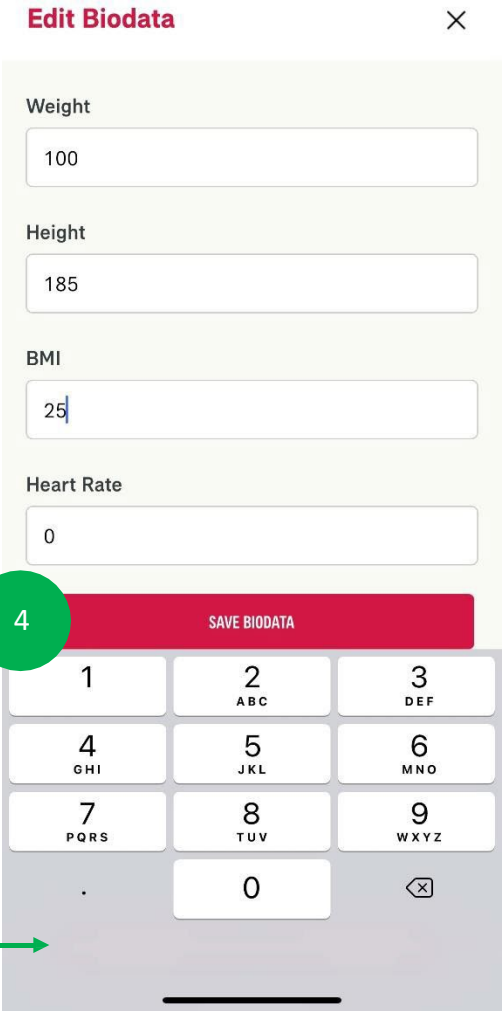 Edit Biodata
Weight
100
Height
185
BMI
25
Heart Rate
0
4
SAVE BIODATA
1 2 3
ABC DEF
4 5 6
GHI JKL MNO
7 8 9
PQRS TUV WXYZ
. 0